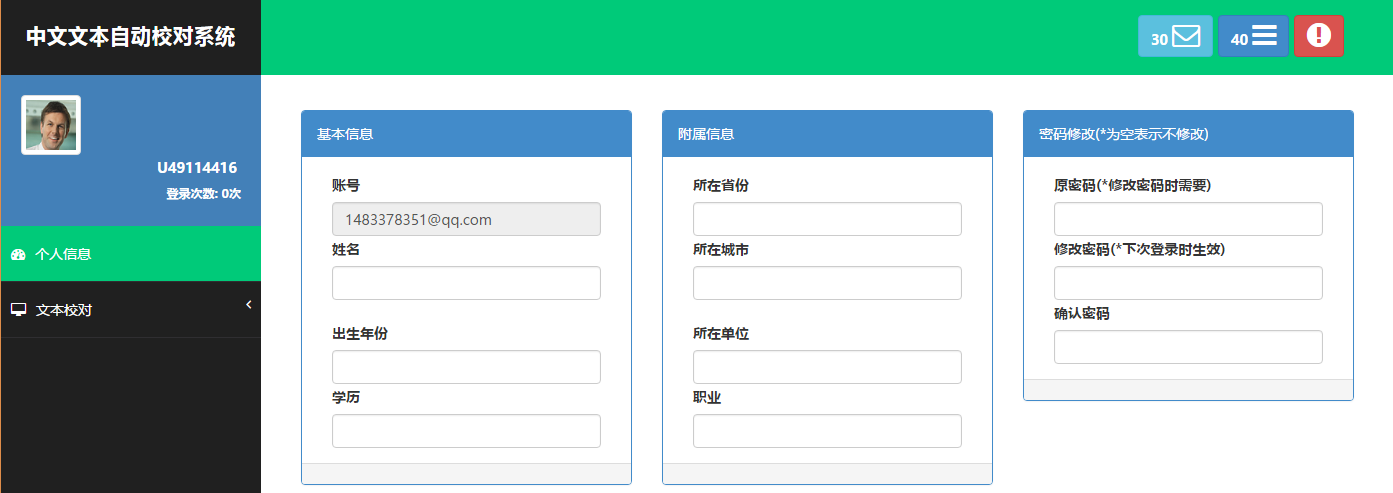 中文文本自动校对系统
30
40
U49114416
登录次数: 0次
个人信息
文本校对
基本信息
账号
1483378351@qq.com
姓名
出生年份
学历
附属信息
所在省份
所在城市
所在单位
职业
密码修改(*为空表示不修改)
原密码(*修改密码时需要)
修改密码(*下次登录时生效)
确认密码